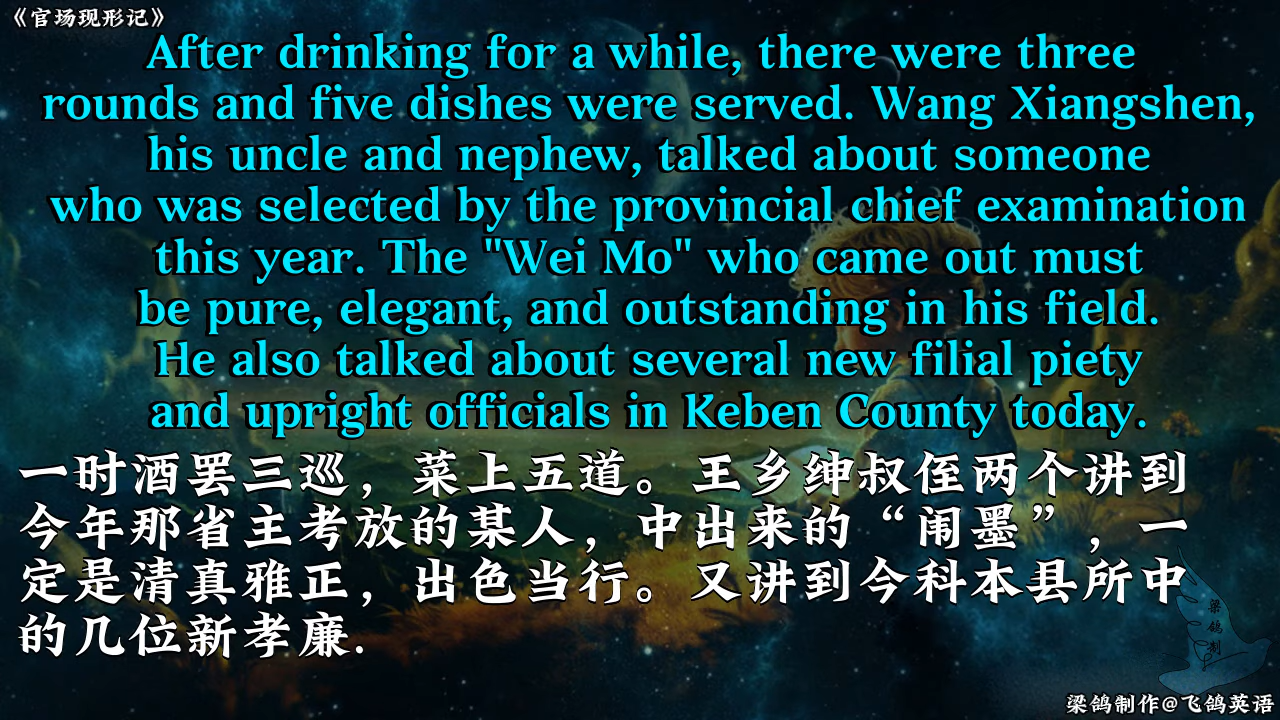 《官场现形记》
After drinking for a while, there were three
rounds and five dishes were served. Wang Xiangshen,
his uncle and nephew, talked about someone
who was selected by the provincial chief examination
this year. The "Wei Mo" who came out must
be pure, elegant, and outstanding in his field.
He also talked about several new filial piety
and upright officials in Keben County today.
一时酒罢三巡，菜上五道。王乡绅叔侄两个讲到
今年那省主考放的某人，中出来的“闱墨”，一
定是清真雅正，出色当行。又讲到今科本县所中
的几位新孝廉.
梁鸽制
梁鸽制作@飞鸽英语